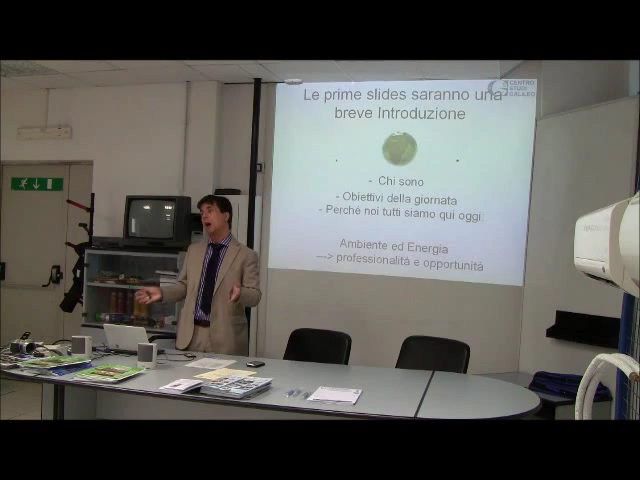 CENTRO
STUDI
GALILEO
Le prime slides saranno una
breve Introduzione
- Chi sono
- Obiettivi della giornata
- Perché noi tutti siamo qui oggi
Ambiente ed Energia
---> professionalità e opportunità